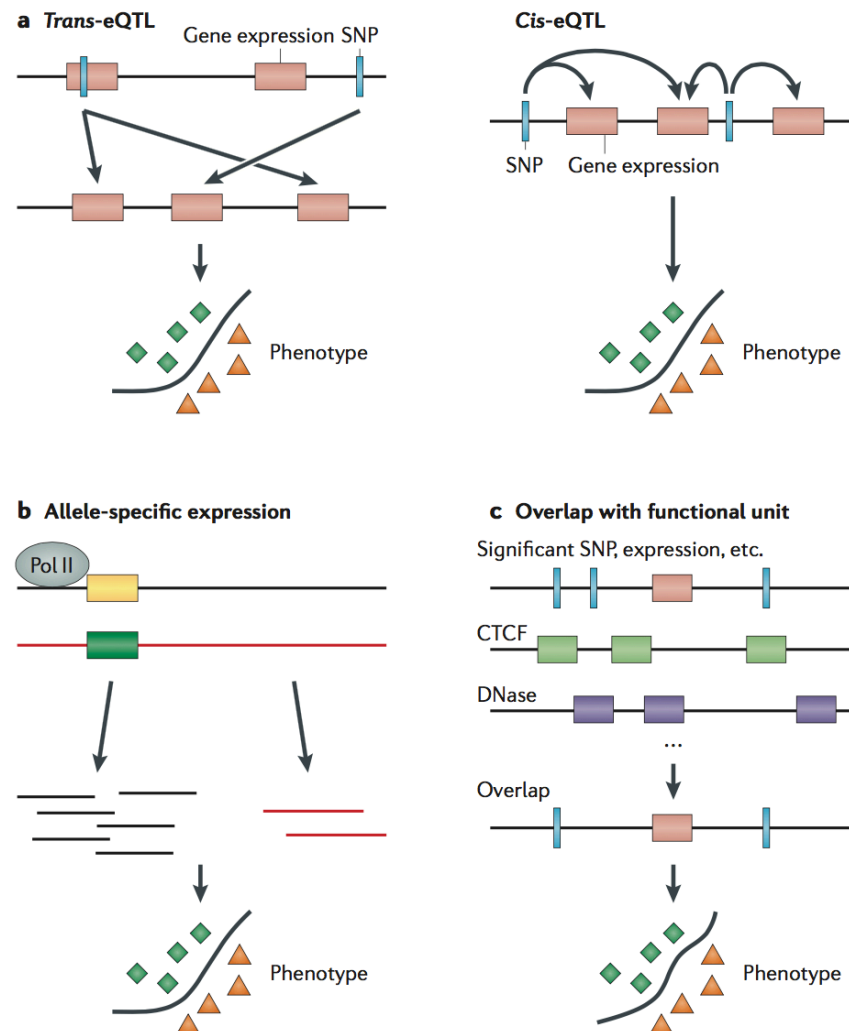 a Trans-eQTL
Gene expression SNP
Phenotype
Cis-eQTL
SNP Gene expression
Phenotype
b Allele-specific expression
Pol II
Phenotype
c Overlap with functional unit
Significant SNP, expression, etc.
CTCF
DNase
...
Overlap
Phenotype